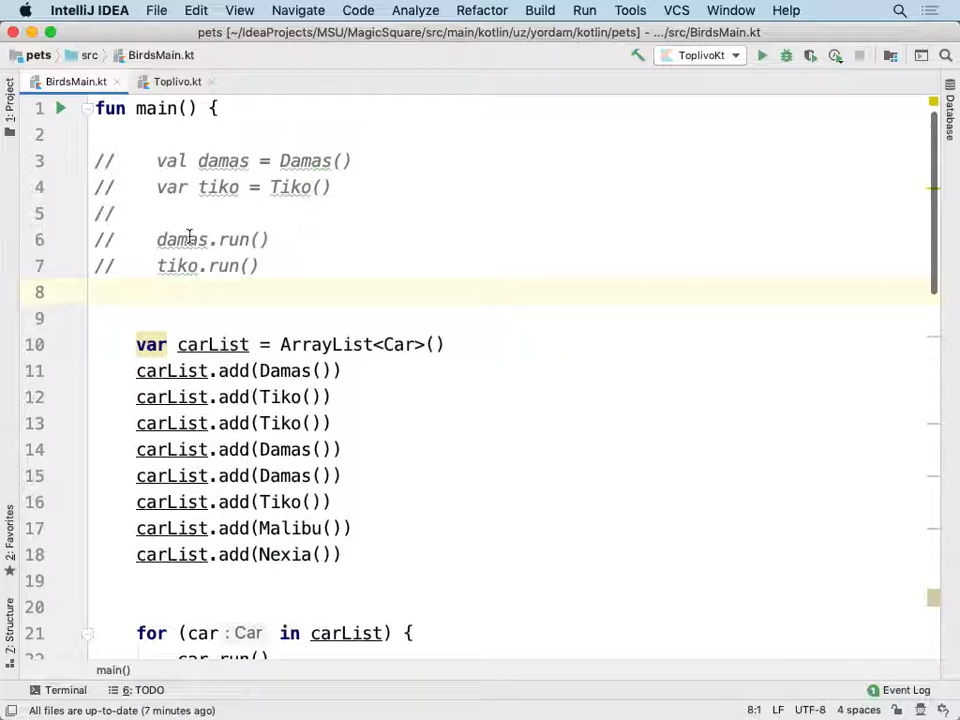 IntelliJ IDEA File Edit View Navigate Code Analyze Refactor Build Run Tools VCS Window Help
pets [~/IdeaProjects/MSU/MagicSquare/src/main/kotlin/uz/yordam/kotlin/pets] - .../src/BirdsMain.kt
pets src BirdsMain.kt ToplivoKt
BirdsMain.kt Toplivo.kt
1: Project
Database
2: Favorites
7: Structure
1 fun main() {
2
3 // val damas = Damas()
4 // var tiko = Tiko()
5 //
6 // damas.run()
7 // tiko.run()
8
9
10 var carList = ArrayList<Car>()
11 carList.add(Damas())
12 carList.add(Tiko())
13 carList.add(Tiko())
14 carList.add(Damas())
15 carList.add(Damas())
16 carList.add(Tiko())
17 carList.add(Malibu())
18 carList.add(Nexia())
19
20
21 for (car : Car in carList) {
22 car.run()
main()
Terminal 6: TODO 1 Event Log
All files are up-to-date (7 minutes ago) 8:1 LF UTF-8 4 spaces